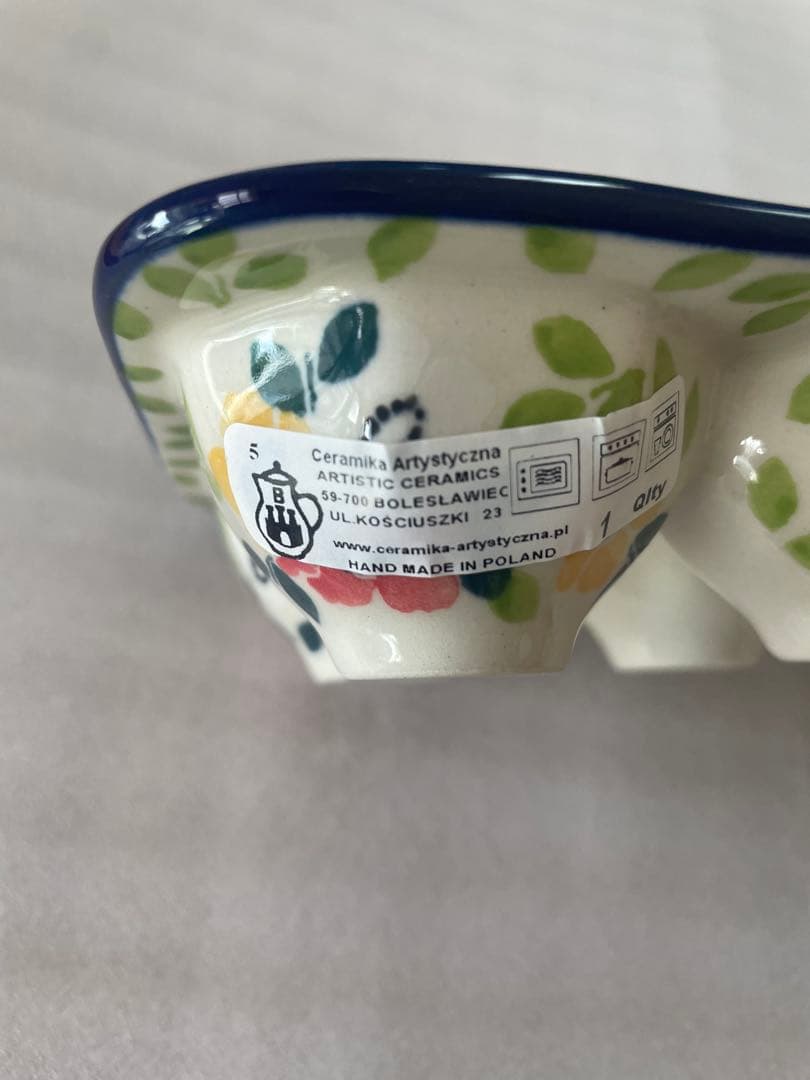 5
Ceramika Artystyczna
ARTISTIC CERAMICS
59-700 BOLESŁAWIEC
UL.KOŚCIUSZKI 23
www.ceramika-artystyczna.pl
HAND MADE IN POLAND
B
1 Qlty